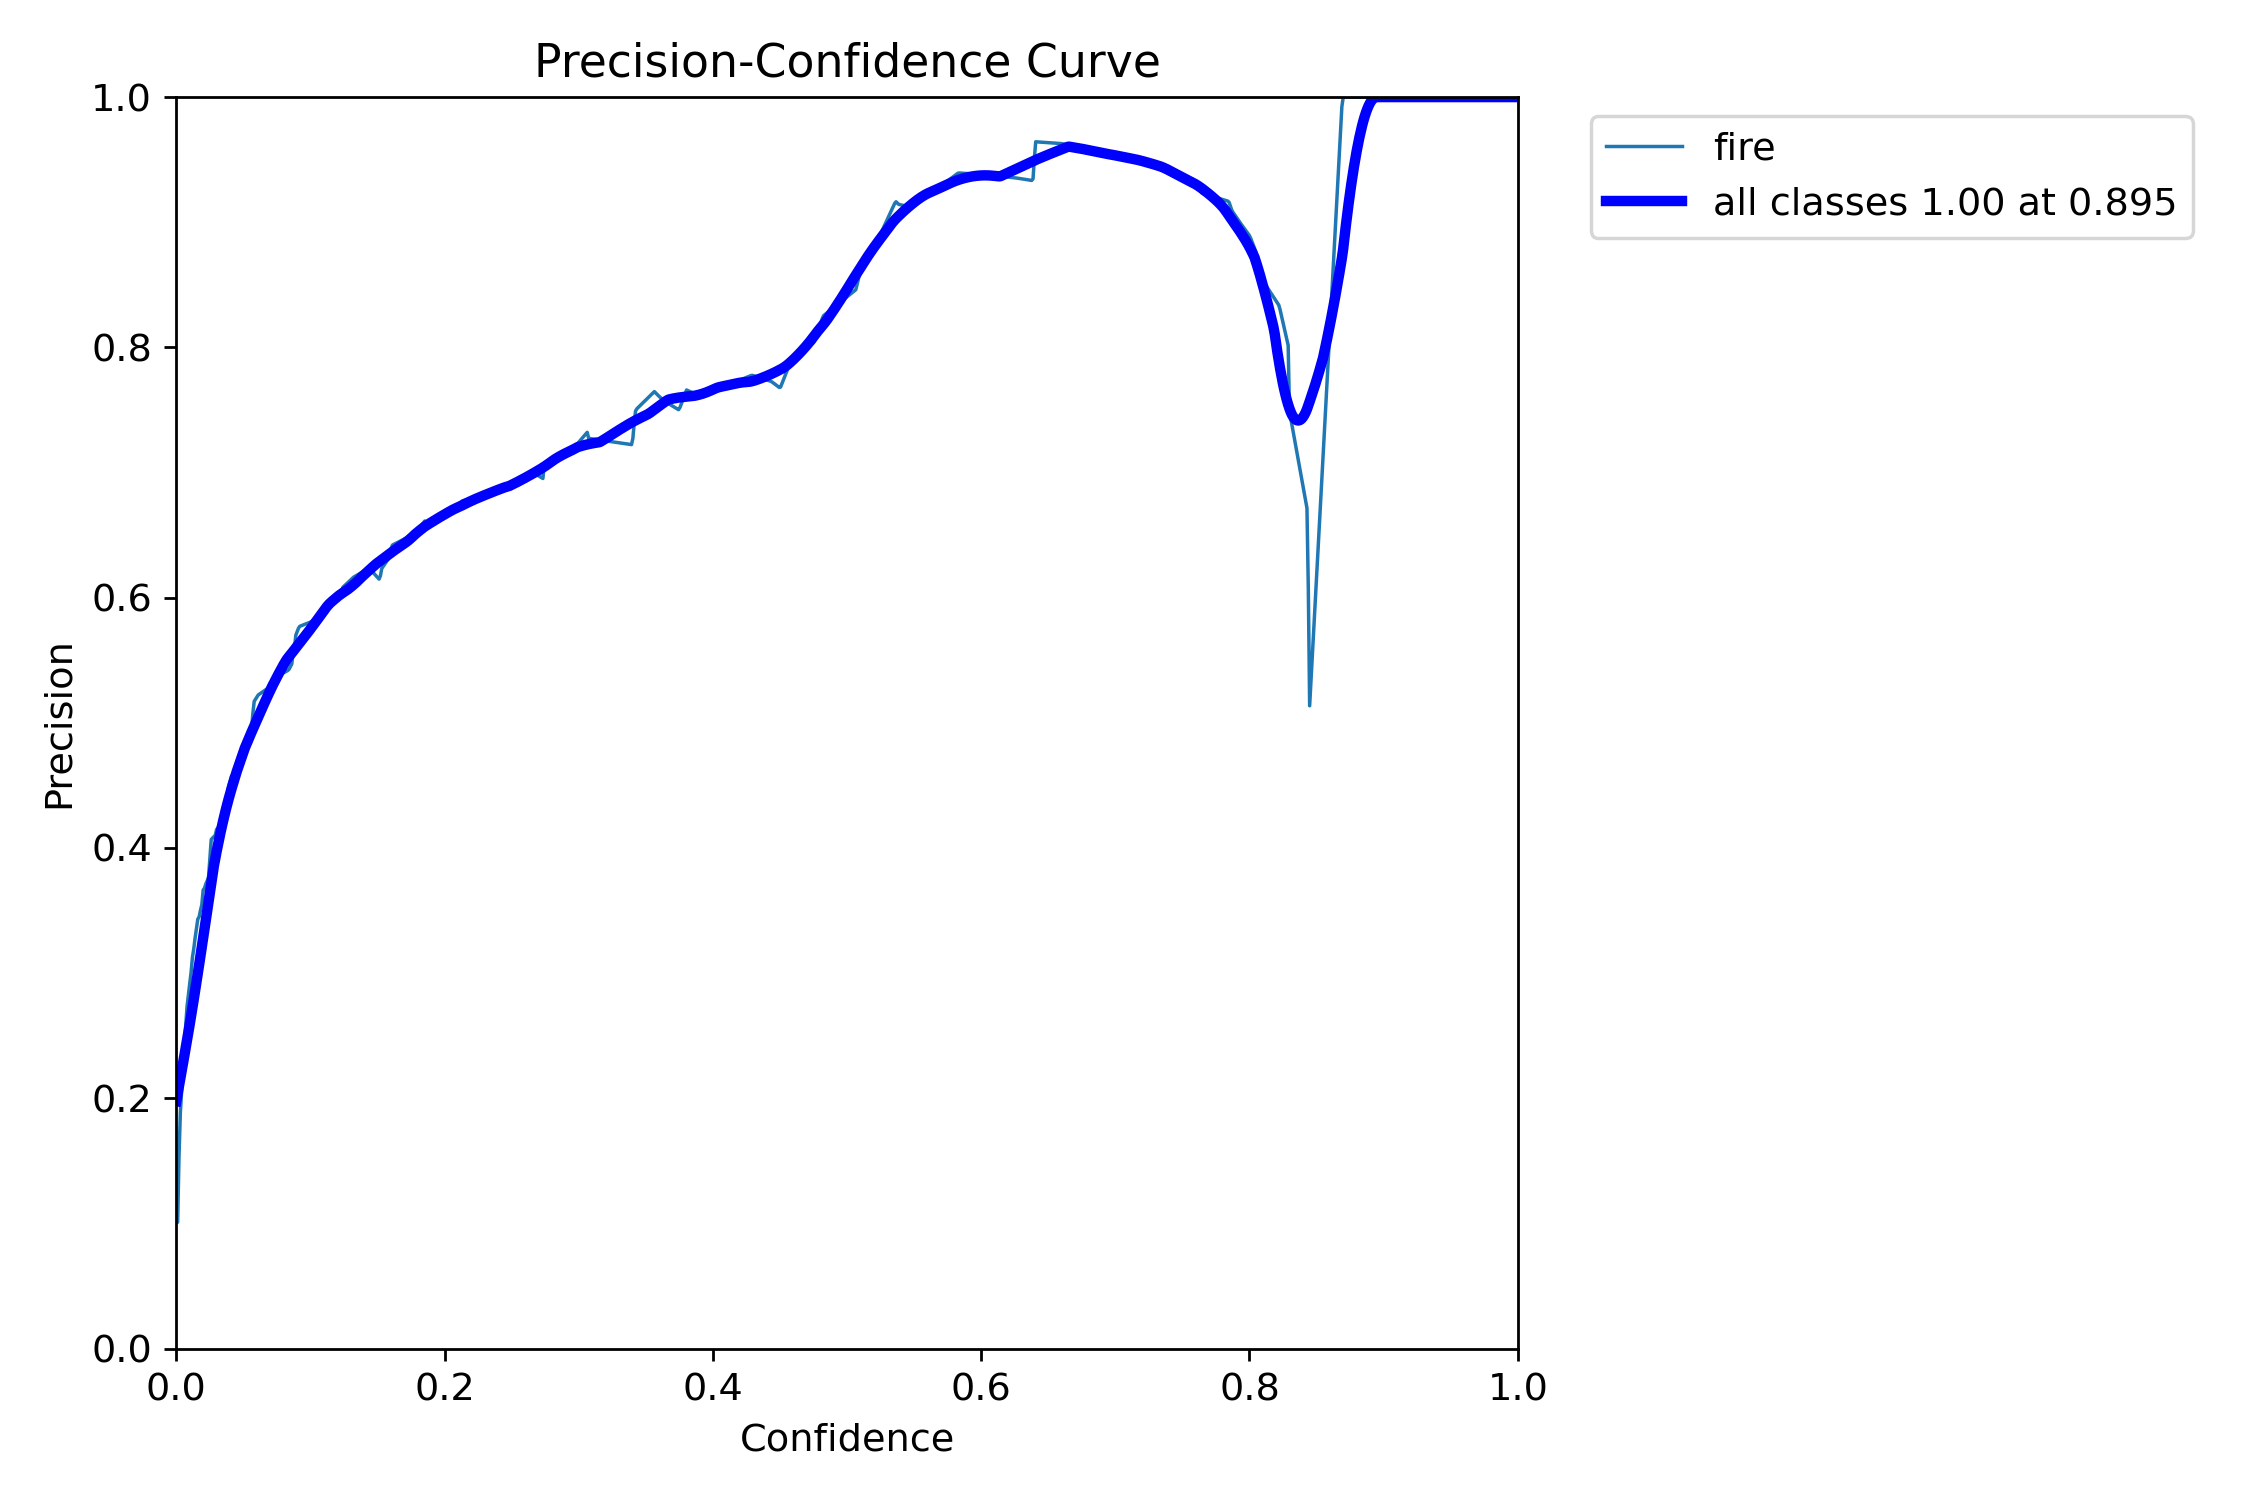 Precision-Confidence Curve
1.0
0.8
0.6
0.4
0.2
0.0
Precision
0.0 0.2 0.4 0.6 0.8 1.0
Confidence
fire
all classes 1.00 at 0.895